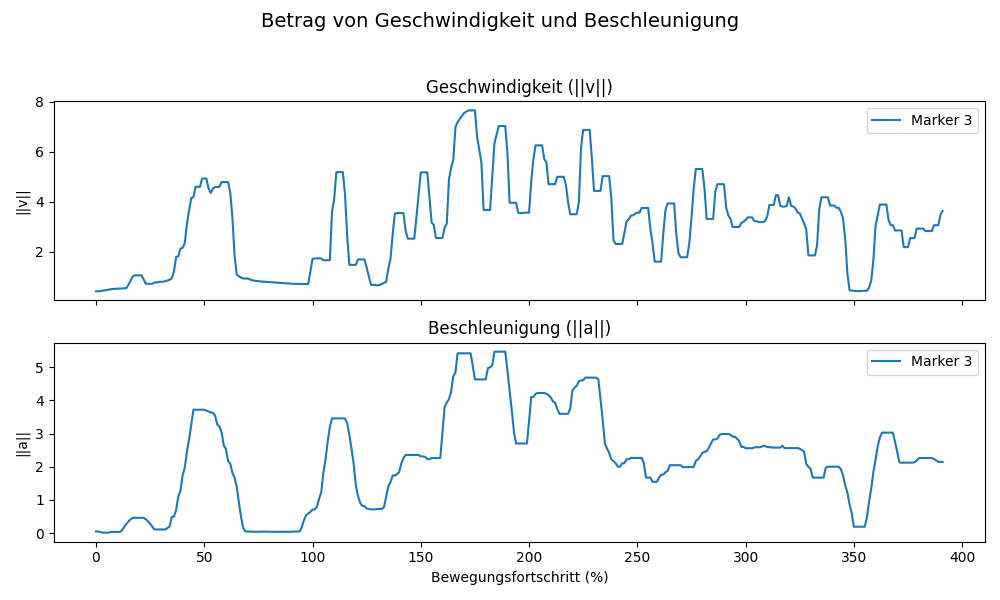 Betrag von Geschwindigkeit und Beschleunigung
Geschwindigkeit (||v||)
Marker 3
||v||
8
6
4
2
Beschleunigung (||a||)
Marker 3
||a||
5
4
3
2
1
0
0 50 100 150 200 250 300 350 400
Bewegungsfortschritt (%)